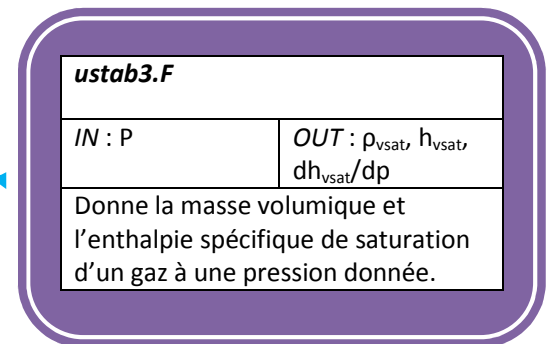 ustab3.F
IN : P
OUT : ρvsat, hvsat,
dhvsat/dp
Donne la masse volumique et
l’enthalpie spécifique de saturation
d’un gaz à une pression donnée.